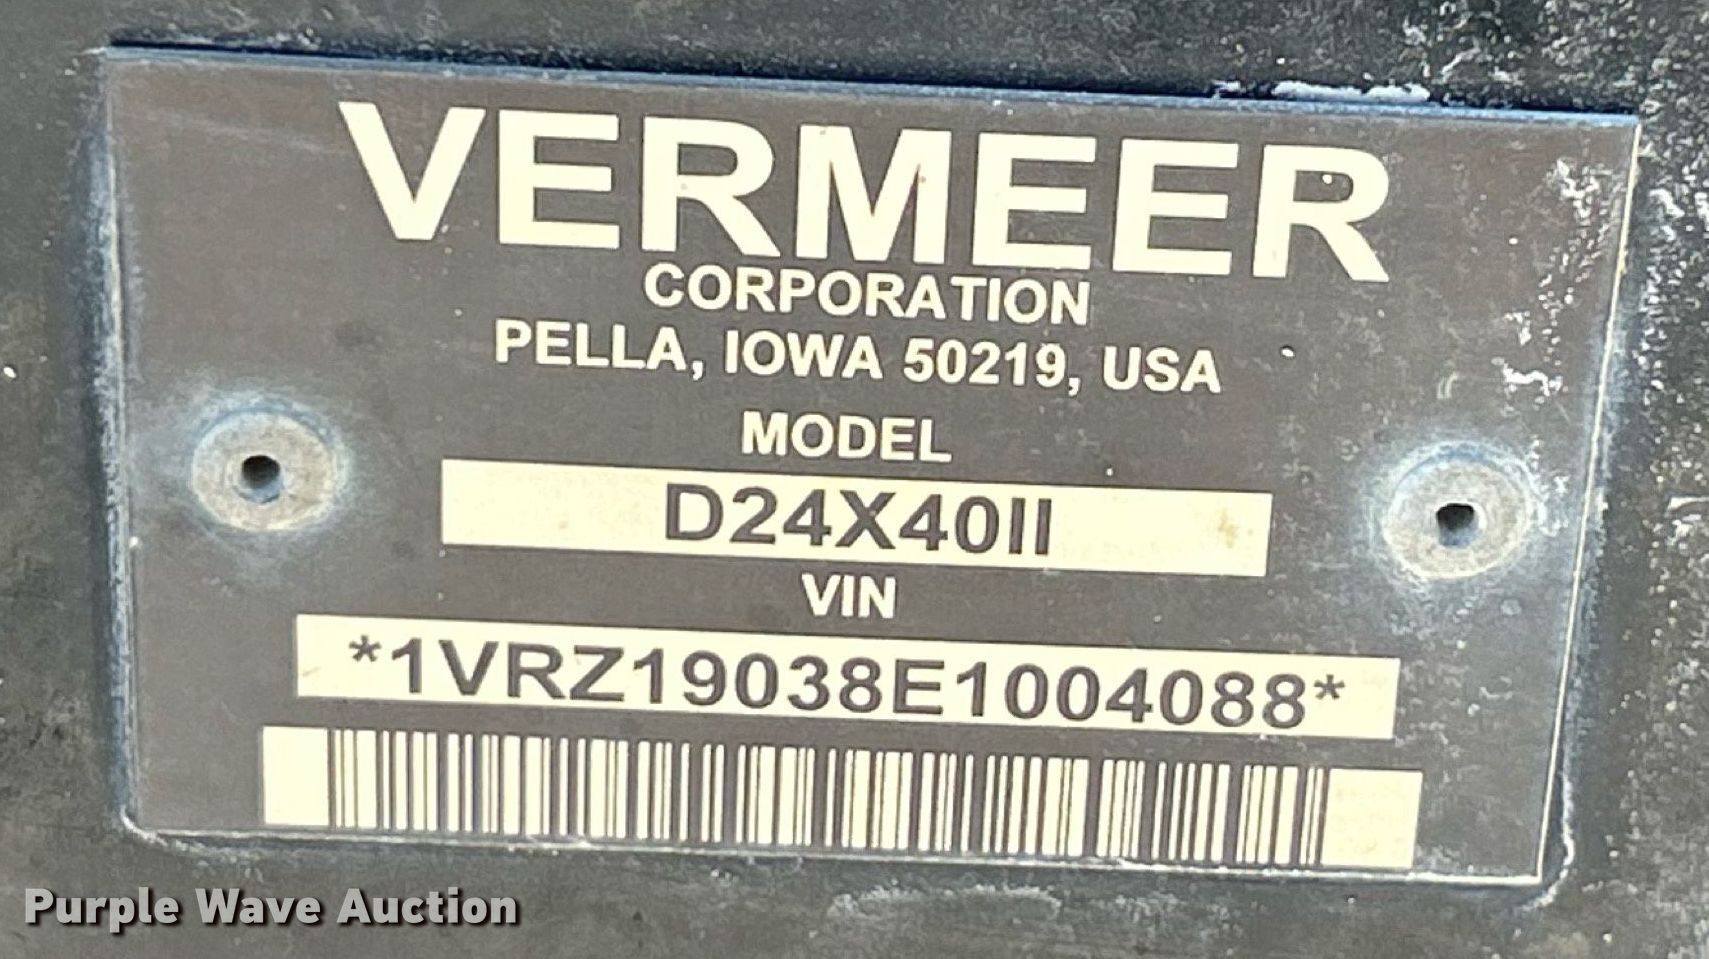 VERMEER
CORPORATION
PELLA, IOWA 50219, USA
MODEL
D24X40II
VIN
*1VRZ19038E1004088*
Purple Wave Auction